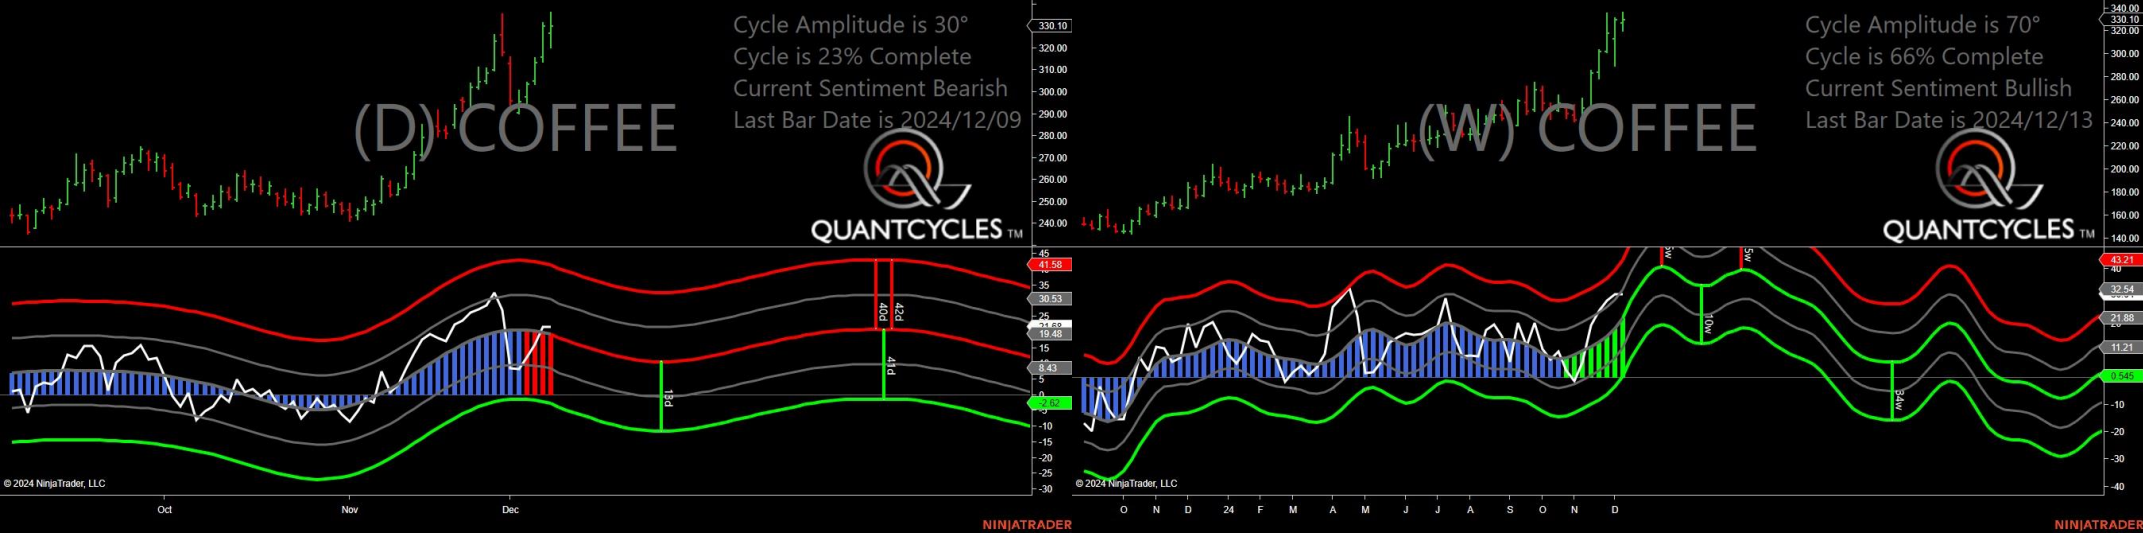 Cycle Amplitude is 30°
Cycle is 23% Complete
Current Sentiment Bearish
Last Bar Date is 2024/12/09
(D) COFFEE
QUANTCYCLES TM
330.10
320.00
310.00
300.00
290.00
280.00
270.00
260.00
250.00
240.00
45
41.58
35
30.53
19.48
15
8.43
5
-2.62
-10
-15
-20
-25
-30
13d
40d
42d
41d
© 2024 NinjaTrader, LLC
Oct
Nov
Dec
NINJATRADER
Cycle Amplitude is 70°
Cycle is 66% Complete
Current Sentiment Bullish
Last Bar Date is 2024/12/13
(W) COFFEE
QUANTCYCLES TM
340.00
330.10
320.00
300.00
280.00
260.00
240.00
220.00
200.00
180.00
160.00
140.00
43.21
40
32.54
21.88
11.21
0.545
-10
-20
-30
-40
10w
34w
© 2024 NinjaTrader, LLC
O
N
D
24
F
M
A
M
J
J
A
S
O
N
D
NINJATRADER